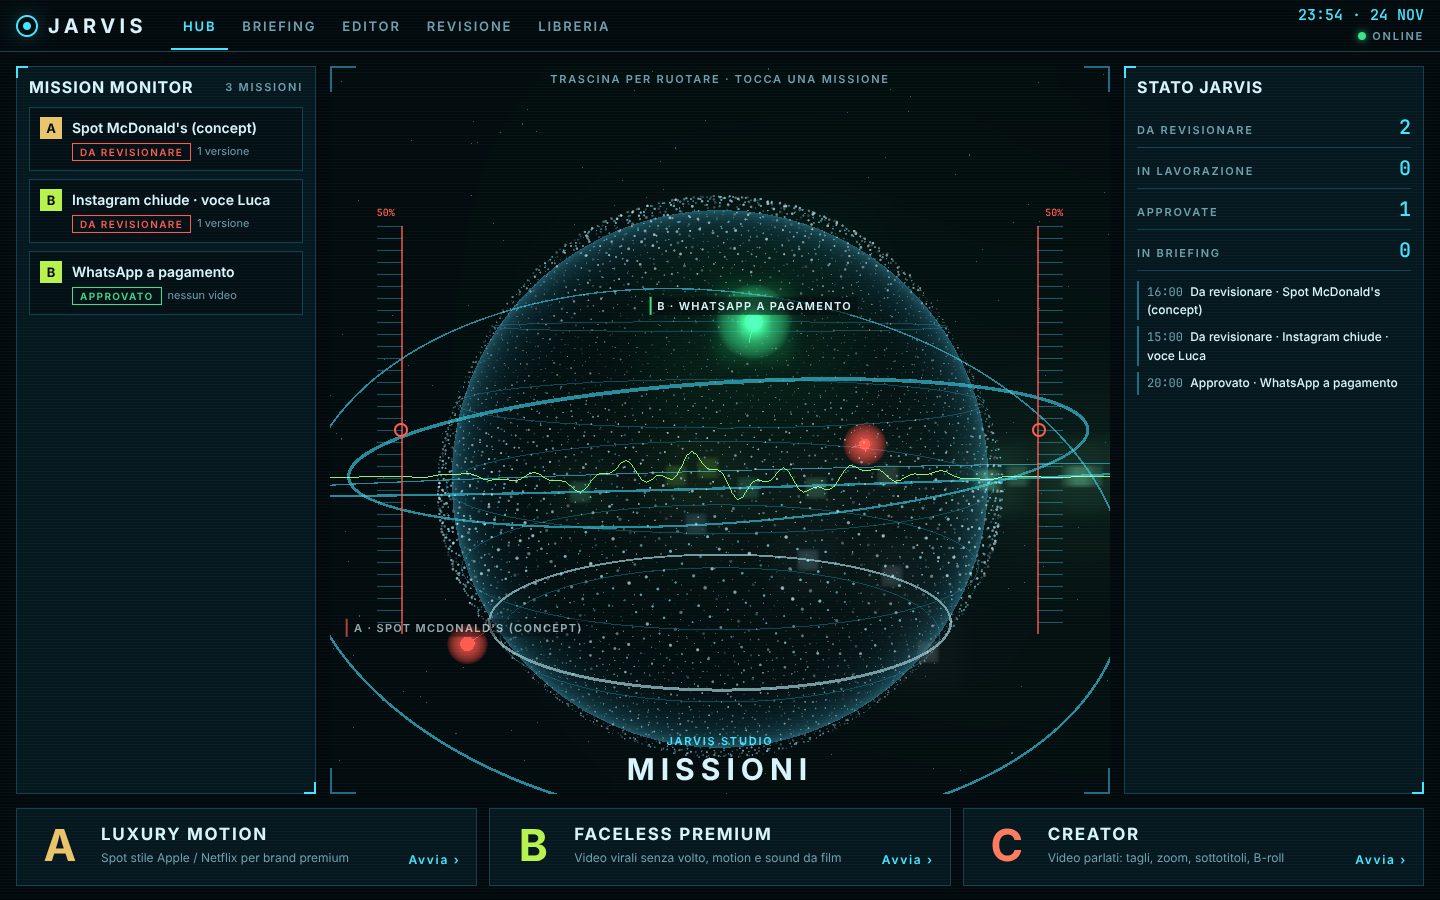 JARVIS
HUB BRIEFING EDITOR REVISIONE LIBRERIA
23:54 · 24 NOV
ONLINE
MISSION MONITOR 3 MISSIONI
A Spot McDonald's (concept)
DA REVISIONARE 1 versione
B Instagram chiude · voce Luca
DA REVISIONARE 1 versione
B WhatsApp a pagamento
APPROVATO nessun video
TRASCINA PER RUOTARE · TOCCA UNA MISSIONE
50% 50%
B · WHATSAPP A PAGAMENTO
A · SPOT MCDONALD'S (CONCEPT)
JARVIS STUDIO
MISSIONI
STATO JARVIS
DA REVISIONARE 2
IN LAVORAZIONE 0
APPROVATE 1
IN BRIEFING 0
16:00 Da revisionare · Spot McDonald's
(concept)
15:00 Da revisionare · Instagram chiude ·
voce Luca
20:00 Approvato · WhatsApp a pagamento
A LUXURY MOTION
Spot stile Apple / Netflix per brand premium Avvia ›
B FACELESS PREMIUM
Video virali senza volto, motion e sound da film Avvia ›
C CREATOR
Video parlati: tagli, zoom, sottotitoli, B-roll Avvia ›